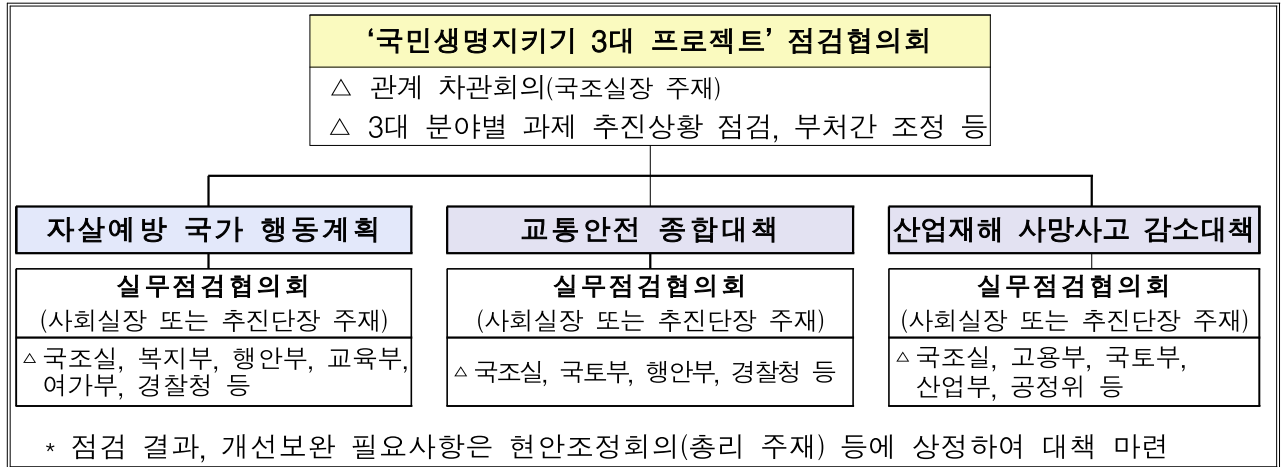 ‘국민생명지키기 3대 프로젝트’ 점검협의회
△ 관계 차관회의(국조실장 주재)
△ 3대 분야별 과제 추진상황 점검, 부처간 조정 등
자살예방 국가 행동계획
실무점검협의회
(사회실장 또는 추진단장 주재)
△ 국조실, 복지부, 행안부, 교육부,
여가부, 경찰청 등
교통안전 종합대책
실무점검협의회
(사회실장 또는 추진단장 주재)
△ 국조실, 국토부, 행안부, 경찰청 등
산업재해 사망사고 감소대책
실무점검협의회
(사회실장 또는 추진단장 주재)
△ 국조실, 고용부, 국토부,
산업부, 공정위 등
* 점검 결과, 개선보완 필요사항은 현안조정회의(총리 주재) 등에 상정하여 대책 마련